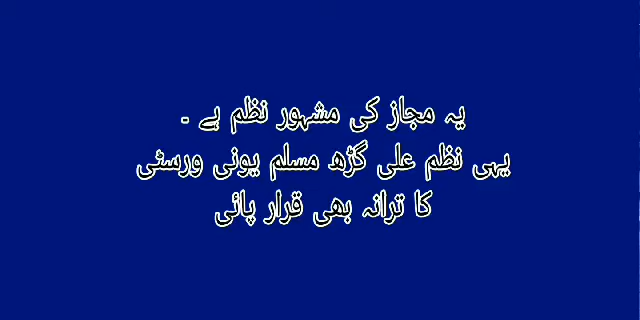 یہ مجاز کی مشہور نظم ہے ۔
یہی نظم علی گڑھ مسلم یونی ورسٹی
کا ترانہ بھی قرار پائی